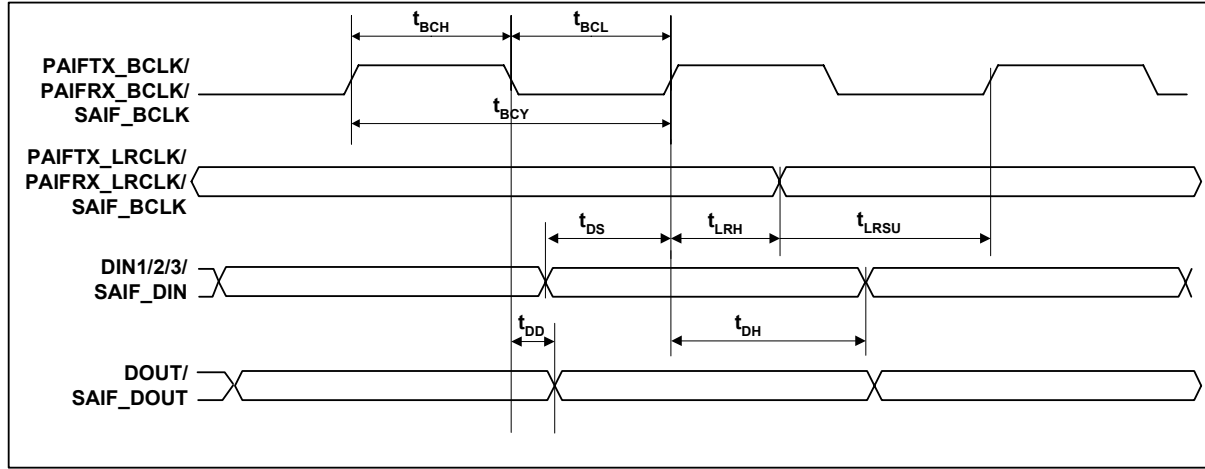 tBCH
tBCL
PAIFTX_BCLK/
PAIFRX_BCLK/
SAIF_BCLK
tBCY
PAIFTX_LRCLK/
PAIFRX_LRCLK/
SAIF_BCLK
tDS
tLRH
tLRSU
DIN1/2/3/
SAIF_DIN
tDD
tDH
DOUT/
SAIF_DOUT